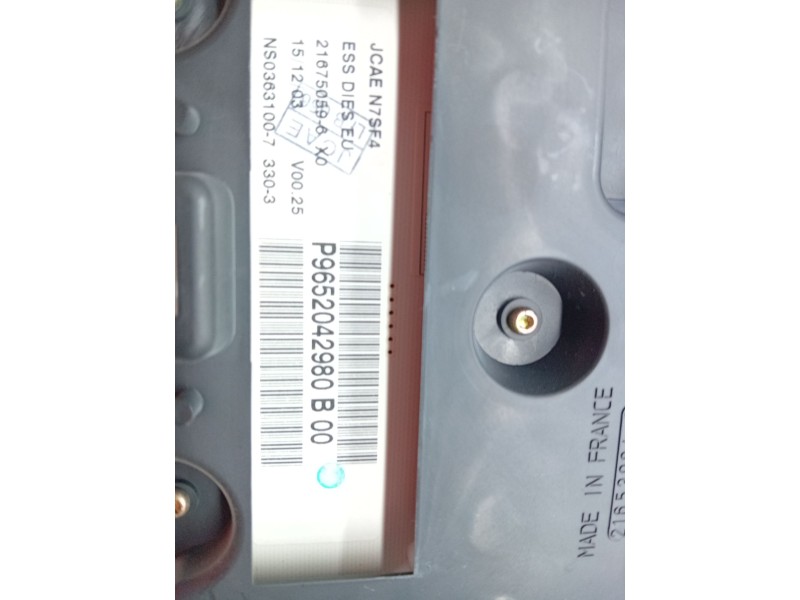 JCAE N7SF4
ESS DIES EU
21675059-6 X0
15 12 03 V00.25
NS0363100-7 330-3
P9652042980 B 00
JCAE
MADE IN FRANCE